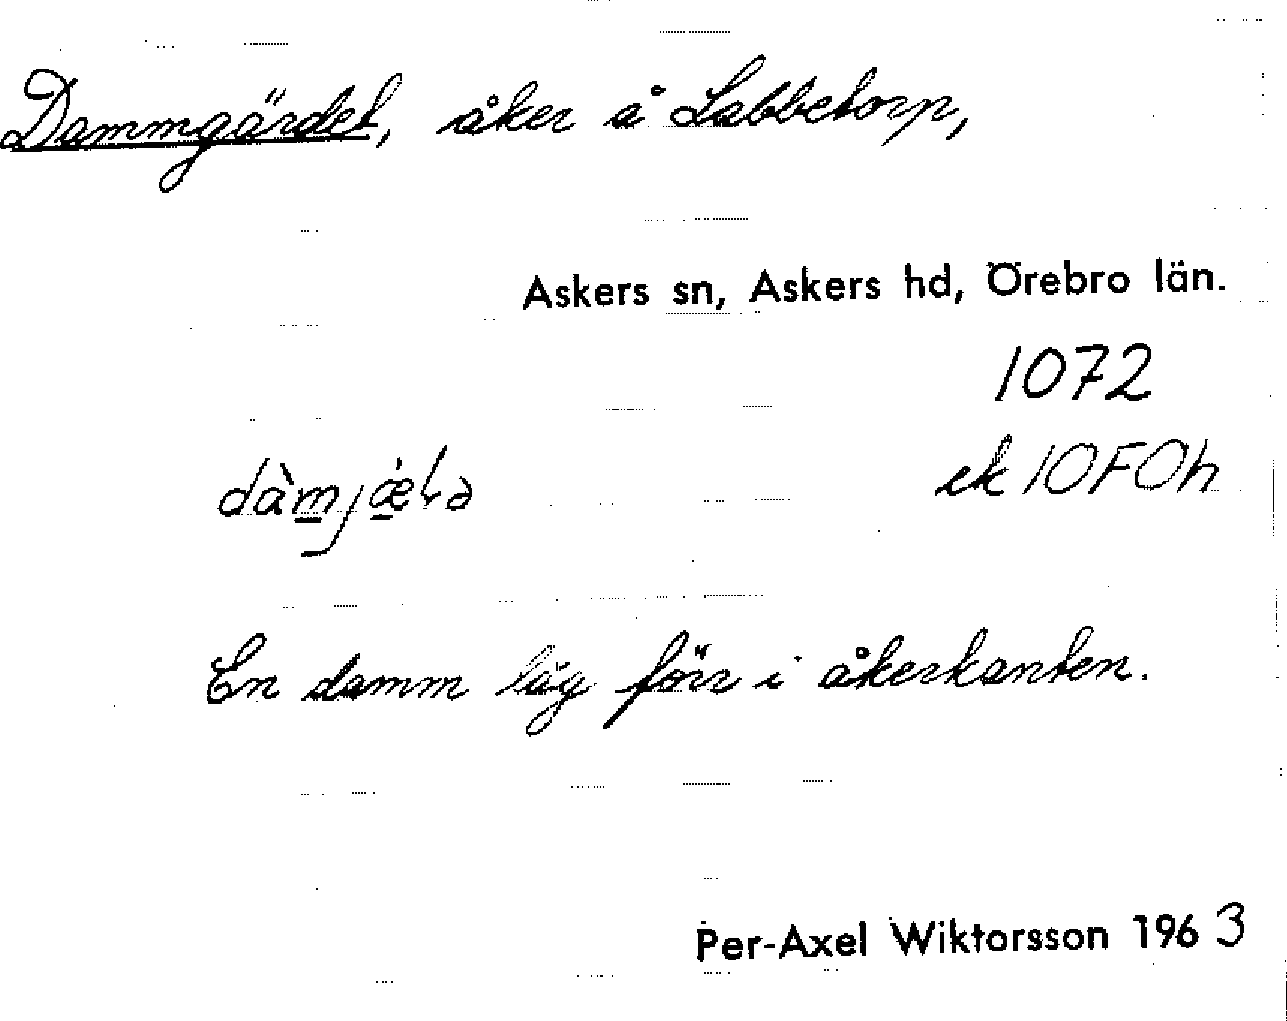 Dammgärdet, åker å Labbetorp,
Askers sn, Askers hd, Örebro län.
1072
dàmjæ̀ɫə ek 10F0h
En damm låg förr i åkerkanten.
Per-Axel Wiktorsson 1963